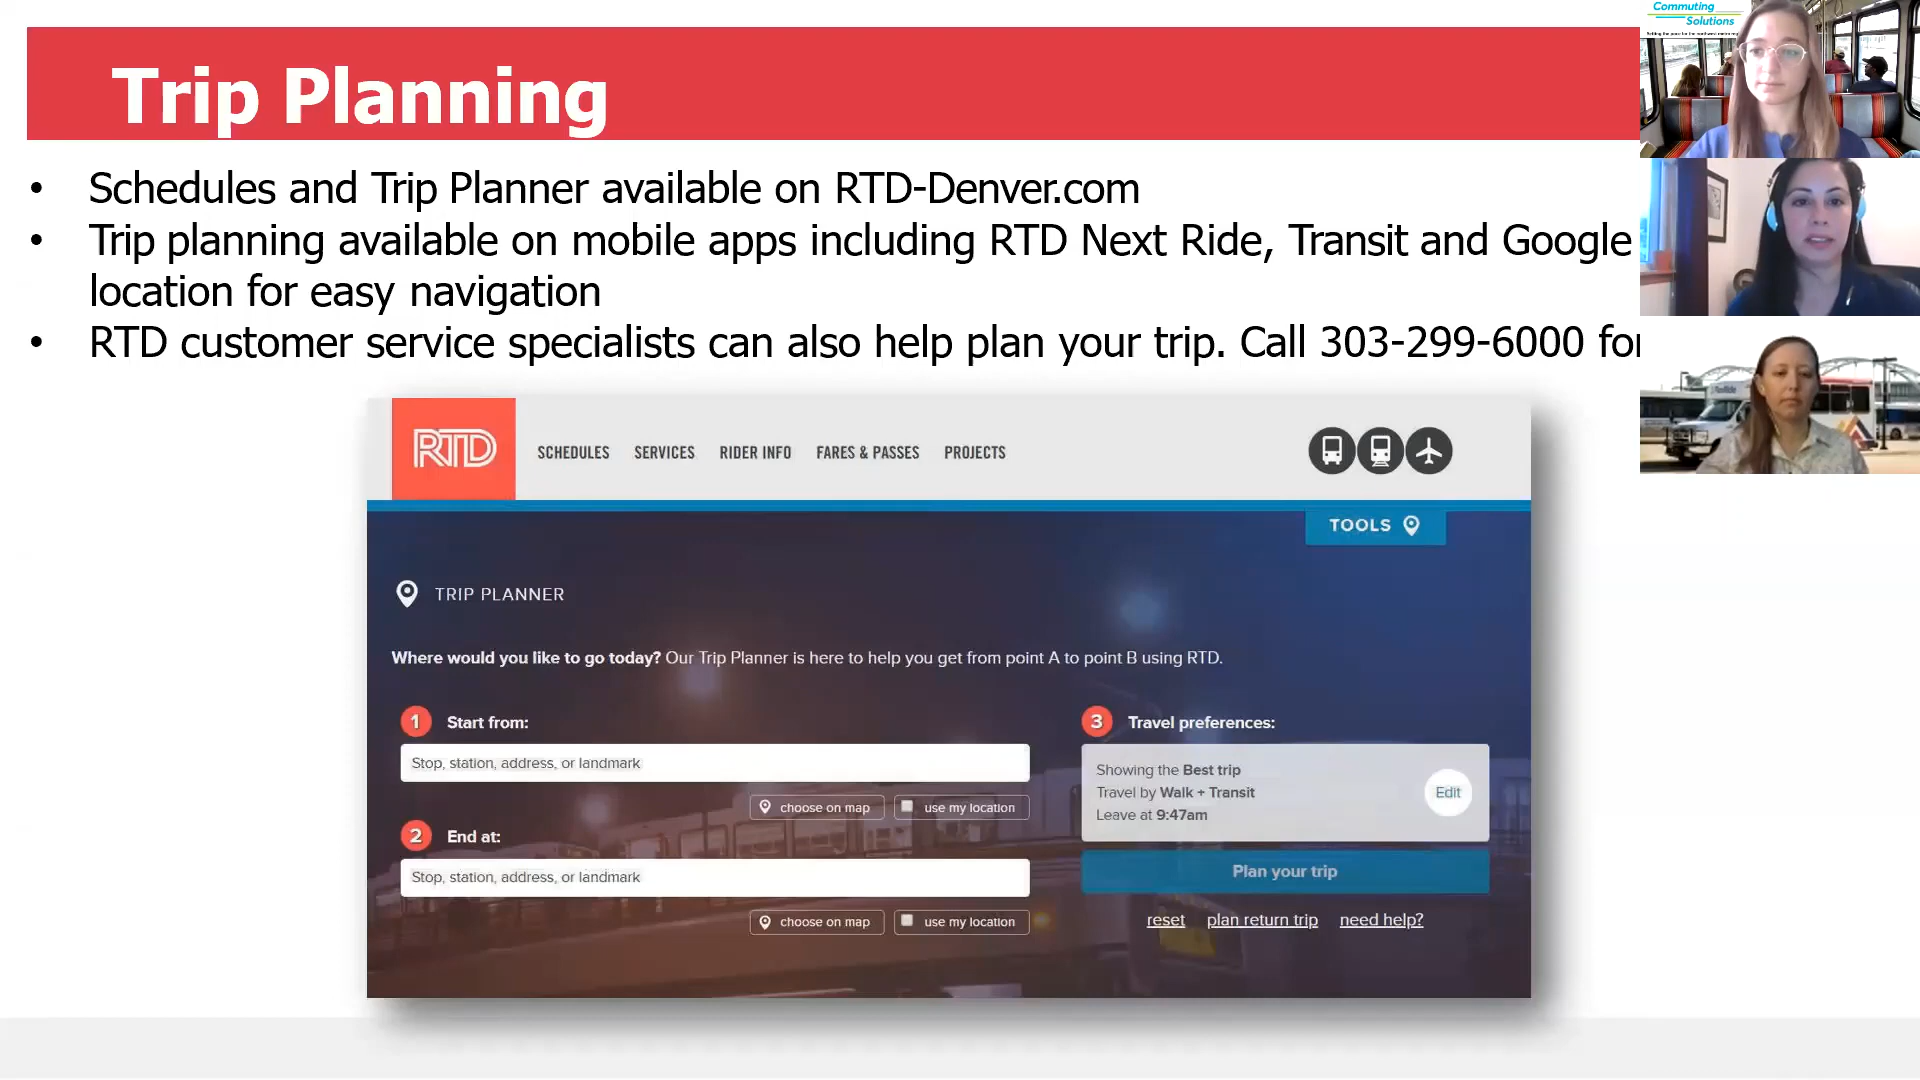 Commuting
Solutions
Trip Planning
• Schedules and Trip Planner available on RTD-Denver.com
• Trip planning available on mobile apps including RTD Next Ride, Transit and Google
location for easy navigation
• RTD customer service specialists can also help plan your trip. Call 303-299-6000 for
RTD
SCHEDULES SERVICES RIDER INFO FARES & PASSES PROJECTS
TOOLS
TRIP PLANNER
Where would you like to go today? Our Trip Planner is here to help you get from point A to point B using RTD.
1 Start from:
Stop, station, address, or landmark
choose on map use my location
2 End at:
Stop, station, address, or landmark
choose on map use my location
3 Travel preferences:
Showing the Best trip
Travel by Walk + Transit
Leave at 9:47am
Edit
Plan your trip
reset plan return trip need help?